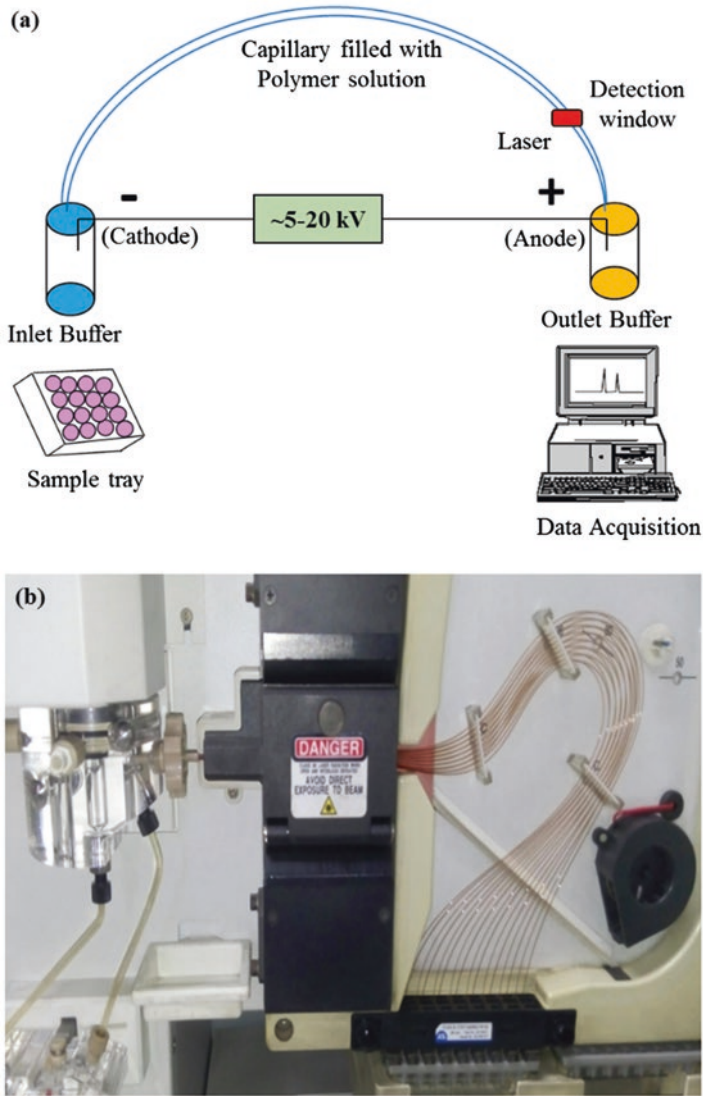 (a)
Capillary filled with
Polymer solution
Detection
window
Laser
-
+
(Cathode)
~5-20 kV
(Anode)
Inlet Buffer
Outlet Buffer
Sample tray
Data Acquisition
(b)
DANGER
AVOID DIRECT
EXPOSURE TO BEAM